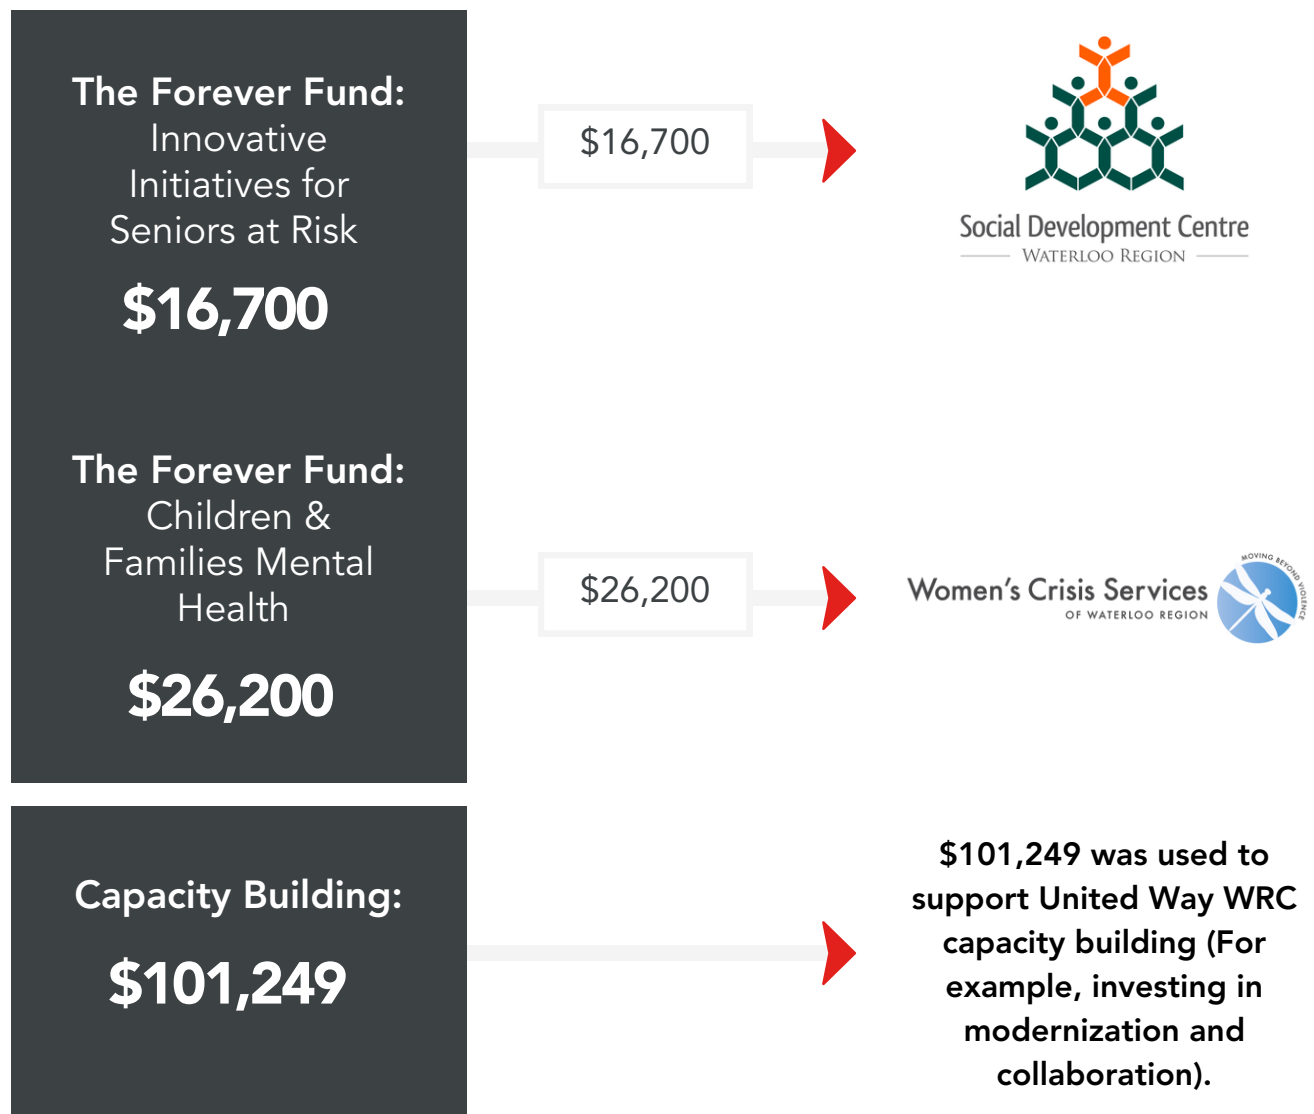 The Forever Fund:
Innovative
Initiatives for
Seniors at Risk
$16,700
$16,700
Social Development Centre
WATERLOO REGION
The Forever Fund:
Children &
Families Mental
Health
$26,200
$26,200
Women's Crisis Services
OF WATERLOO REGION
MOVING BEYOND VIOLENCE
Capacity Building:
$101,249
$101,249 was used to
support United Way WRC
capacity building (For
example, investing in
modernization and
collaboration).